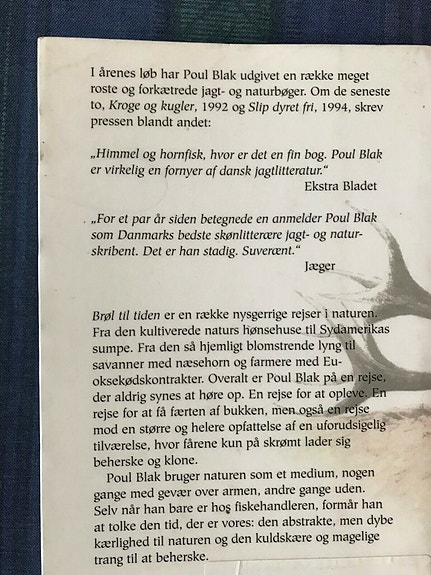 I årenes løb har Poul Blak udgivet en række meget
roste og forkætrede jagt- og naturbøger. Om de seneste
to, Kroge og kugler, 1992 og Slip dyret fri, 1994, skrev
pressen blandt andet:
„Himmel og hornfisk, hvor er det en fin bog. Poul Blak
er virkelig en fornyer af dansk jagtlitteratur.“
Ekstra Bladet
„For et par år siden betegnede en anmelder Poul Blak
som Danmarks bedste skønlitterære jagt- og natur-
skribent. Det er han stadig. Suverænt.“
Jæger
Brøl til tiden er en række nysgerrige rejser i naturen.
Fra den kultiverede naturs hønsehuse til Sydamerikas
sumpe. Fra den så hjemligt blomstrende lyng til
savanner med næsehorn og farmere med Eu-
oksekødskontrakter. Overalt er Poul Blak på en rejse,
der aldrig synes at høre op. En rejse for at opleve. En
rejse for at få færten af bukken, men også en rejse
mod en større og helere opfattelse af en uforudsigelig
tilværelse, hvor fårene kun på skrømt lader sig
beherske og klone.
Poul Blak bruger naturen som et medium, nogen
gange med gevær over armen, andre gange uden.
Selv når han bare er hos fiskehandleren, formår han
at tolke den tid, der er vores: den abstrakte, men dybe
kærlighed til naturen og den kuldskære og magelige
trang til at beherske.